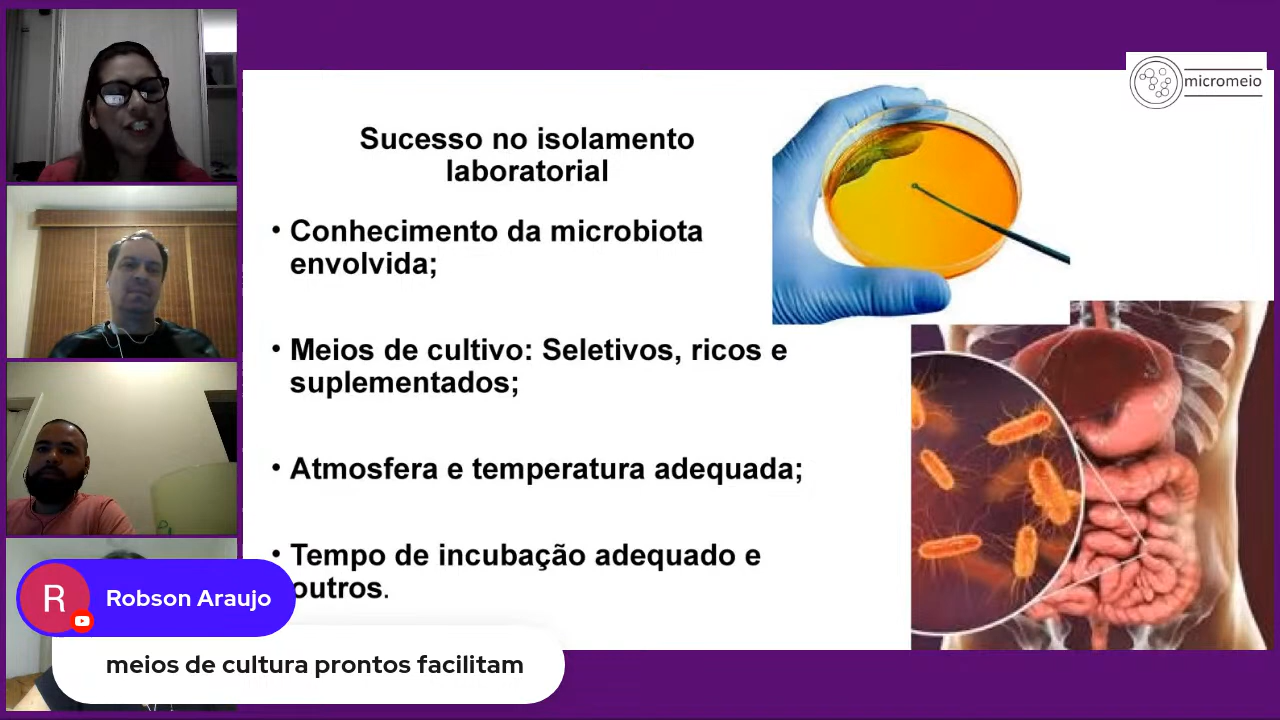 micromeio
Sucesso no isolamento
laboratorial
• Conhecimento da microbiota
envolvida;
• Meios de cultivo: Seletivos, ricos e
suplementados;
• Atmosfera e temperatura adequada;
• Tempo de incubação adequado e
outros.
R
Robson Araujo
meios de cultura prontos facilitam